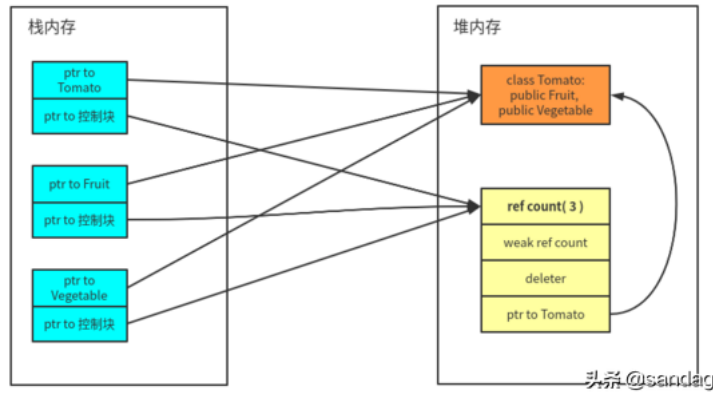 栈内存
ptr to
Tomato
ptr to 控制块
ptr to Fruit
ptr to 控制块
ptr to
Vegetable
ptr to 控制块
堆内存
class Tomato:
public Fruit,
public Vegetable
ref count( 3 )
weak ref count
deleter
ptr to Tomato
头条 @sandag